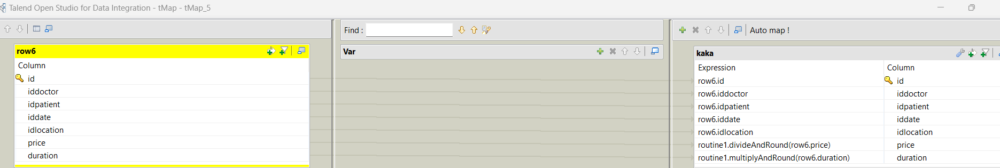 Talend Open Studio for Data Integration - tMap - tMap_5
Find :
Auto map !
row6
Column
id
iddoctor
idpatient
iddate
idlocation
price
duration
Var
kaka
Expression Column
row6.id id
row6.iddoctor iddoctor
row6.idpatient idpatient
row6.iddate iddate
row6.idlocation idlocation
routine1.divideAndRound(row6.price) price
routine1.multiplyAndRound(row6.duration) duration